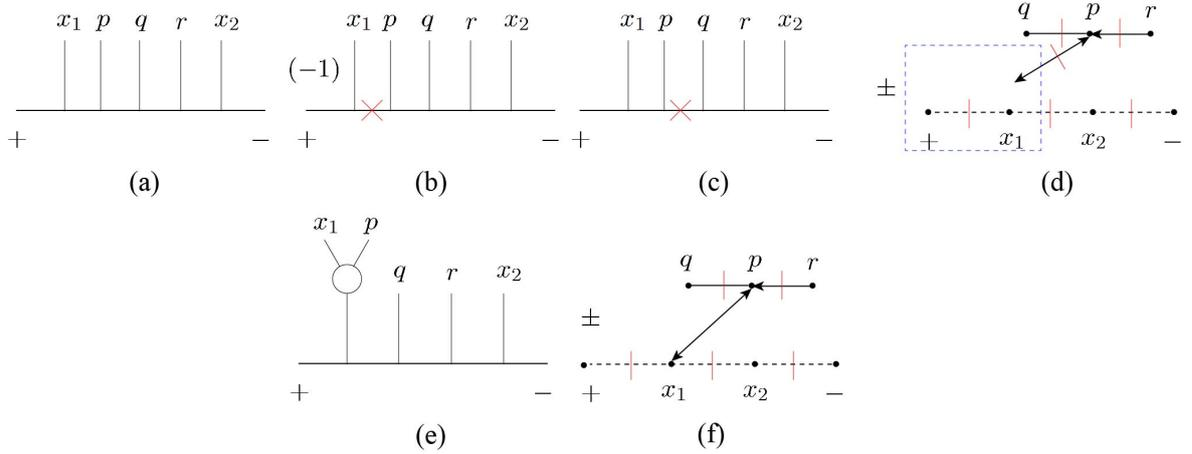 x₁ p q r x₂
+ −
(a)
(−1)
x₁ p q r x₂
+ −
(b)
x₁ p q r x₂
+ −
(c)
±
q p r
+ x₁ x₂ −
(d)
x₁ p
q r x₂
+ −
(e)
±
q p r
+ x₁ x₂ −
(f)